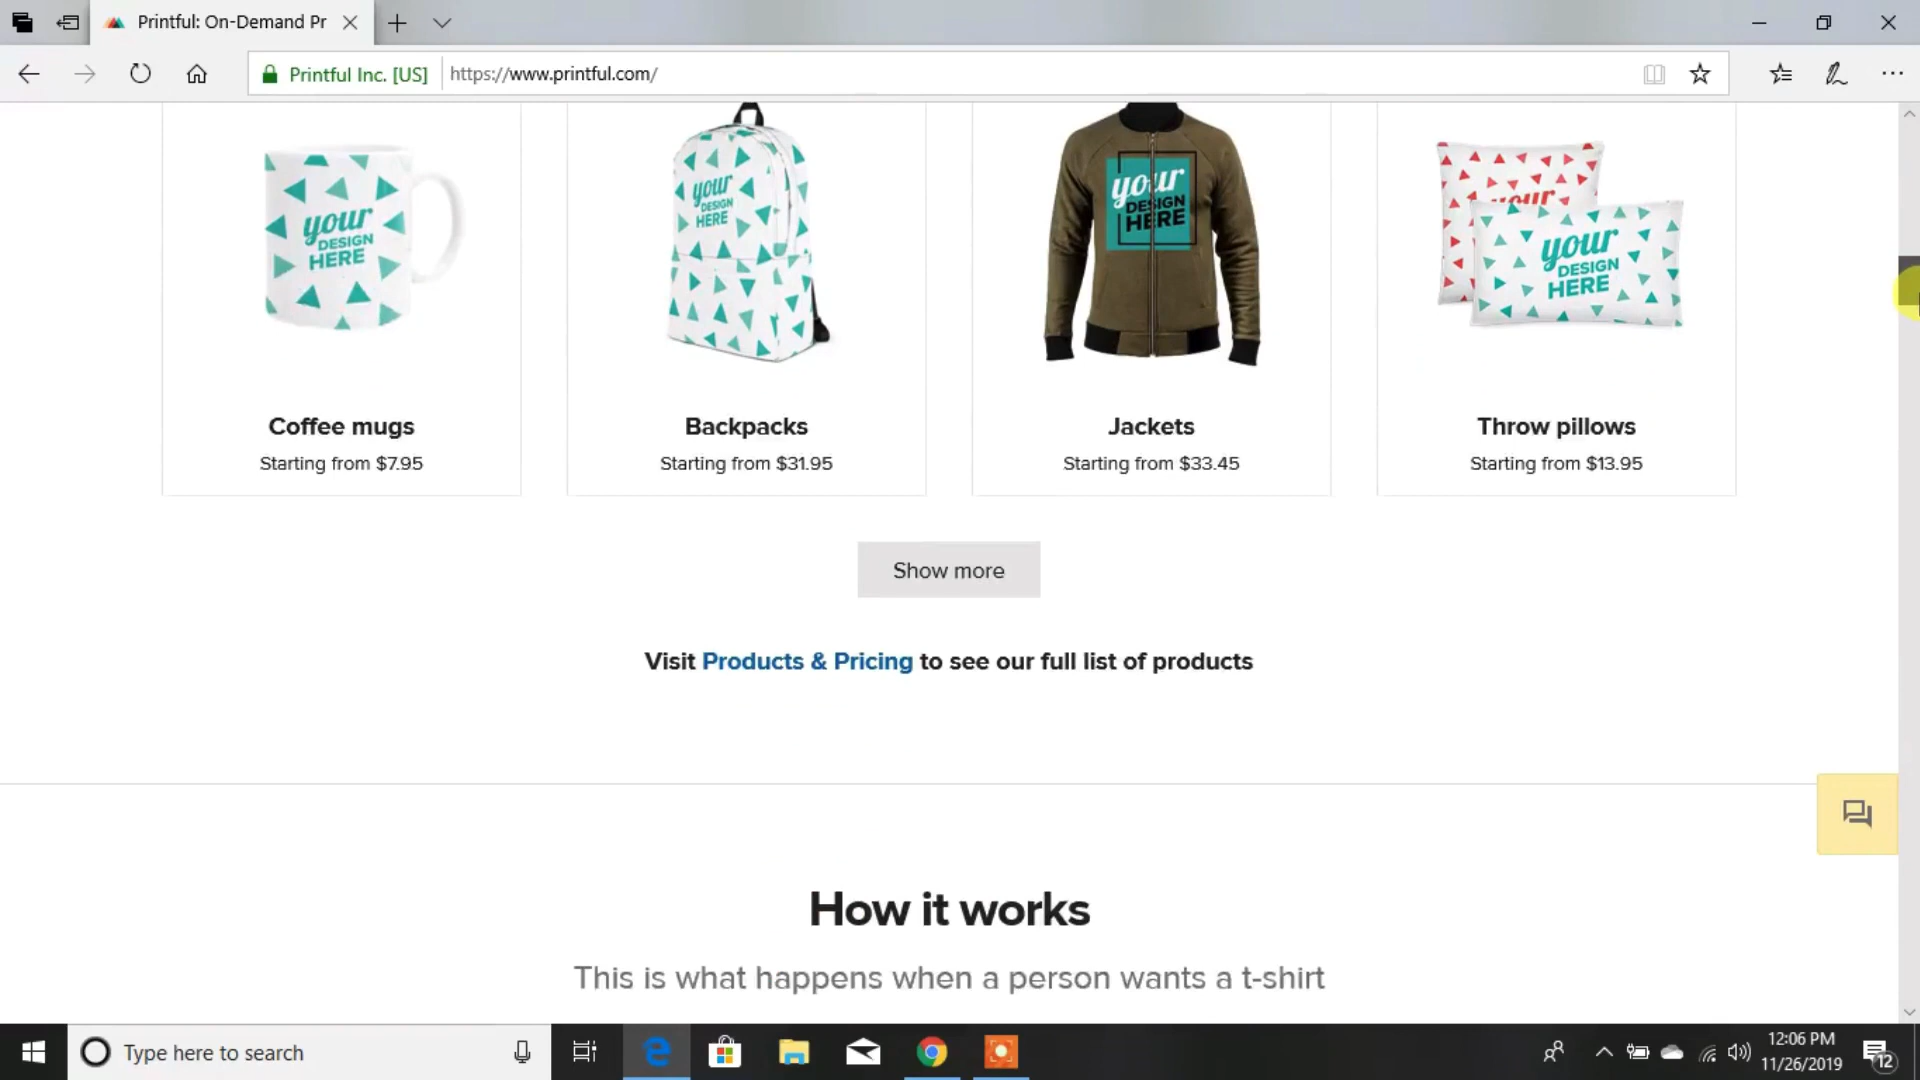 Printful: On-Demand Pr
Printful Inc. [US]
https://www.printful.com/
your
DESIGN
HERE
your
DESIGN
HERE
your
DESIGN
HERE
your
your
DESIGN
HERE
Coffee mugs
Backpacks
Jackets
Throw pillows
Starting from $7.95
Starting from $31.95
Starting from $33.45
Starting from $13.95
Show more
Visit Products & Pricing to see our full list of products
How it works
This is what happens when a person wants a t-shirt
Type here to search
12:06 PM
11/26/2019
12